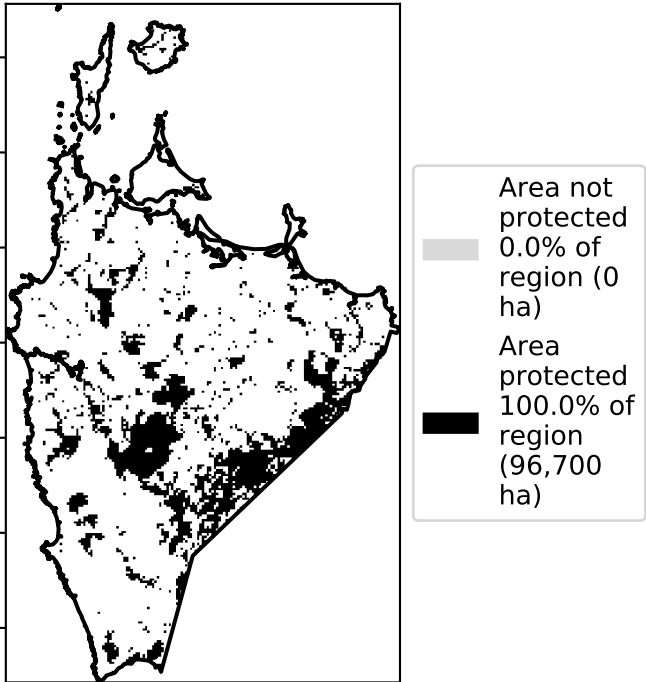 Area not
protected
0.0% of
region (0
ha)
Area
protected
100.0% of
region
(96,700
ha)